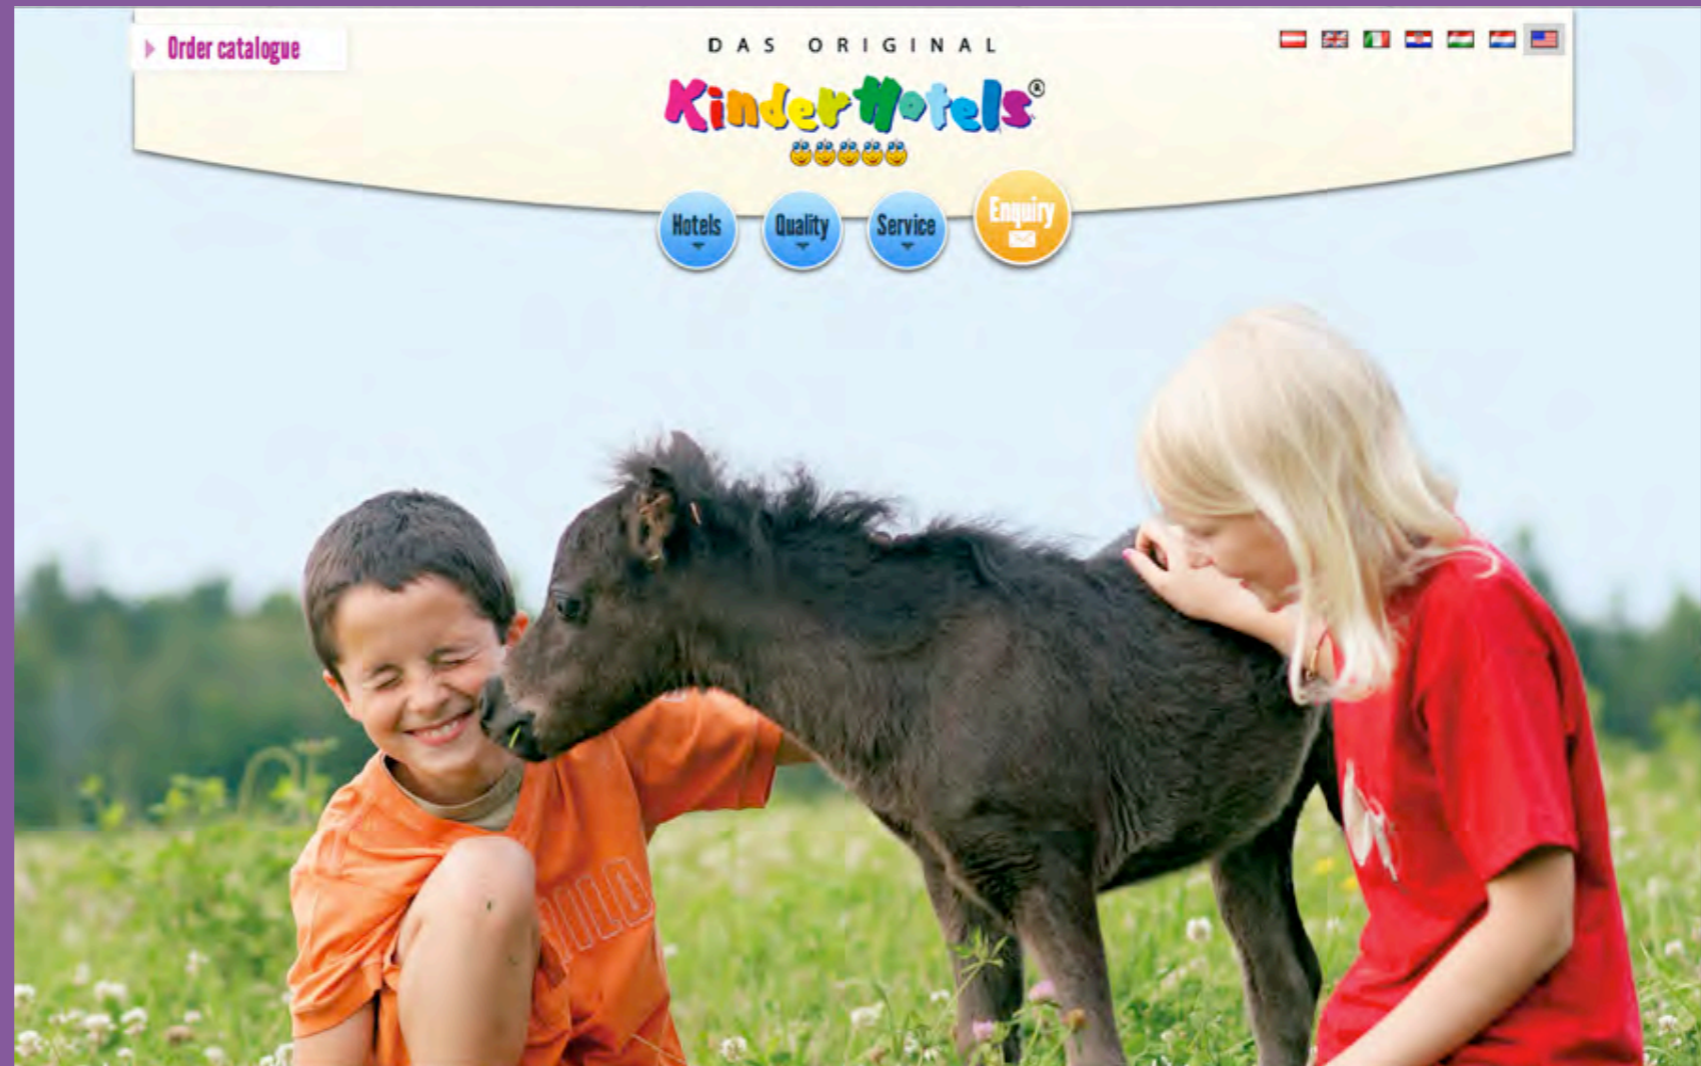 Order catalogue
DAS ORIGINAL
KinderHotels®
Hotels
Quality
Service
Enquiry